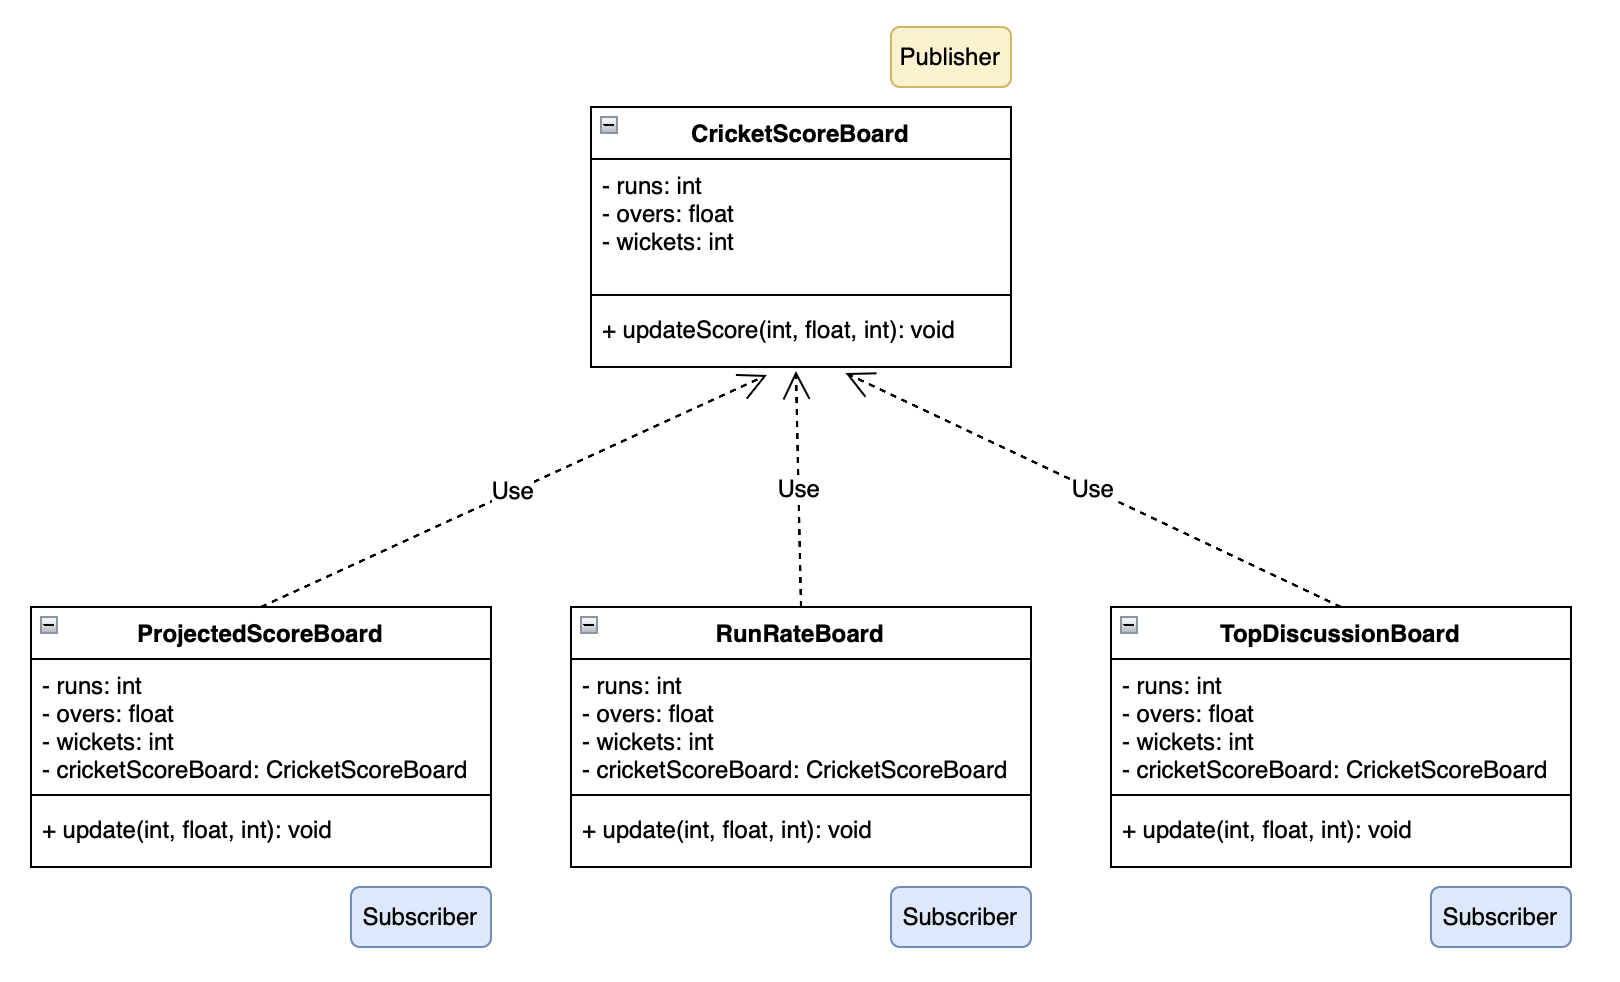 Publisher
CricketScoreBoard
- runs: int
- overs: float
- wickets: int
+ updateScore(int, float, int): void
Use
Use
Use
ProjectedScoreBoard
- runs: int
- overs: float
- wickets: int
- cricketScoreBoard: CricketScoreBoard
+ update(int, float, int): void
Subscriber
RunRateBoard
- runs: int
- overs: float
- wickets: int
- cricketScoreBoard: CricketScoreBoard
+ update(int, float, int): void
Subscriber
TopDiscussionBoard
- runs: int
- overs: float
- wickets: int
- cricketScoreBoard: CricketScoreBoard
+ update(int, float, int): void
Subscriber